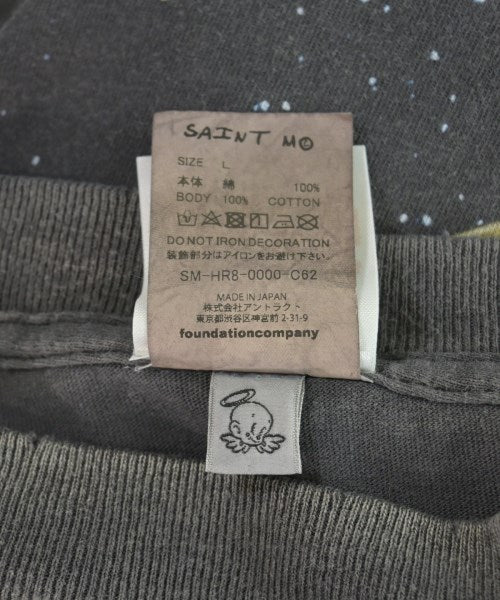 SAINT M©
SIZE L
本体 綿 100%
BODY 100% COTTON
DO NOT IRON DECORATION
装飾部分はアイロンをお避け下さい。
SM-HR8-0000-C62
MADE IN JAPAN
株式会社アントラクト
東京都渋谷区神宮前 2-31-9
foundationcompany